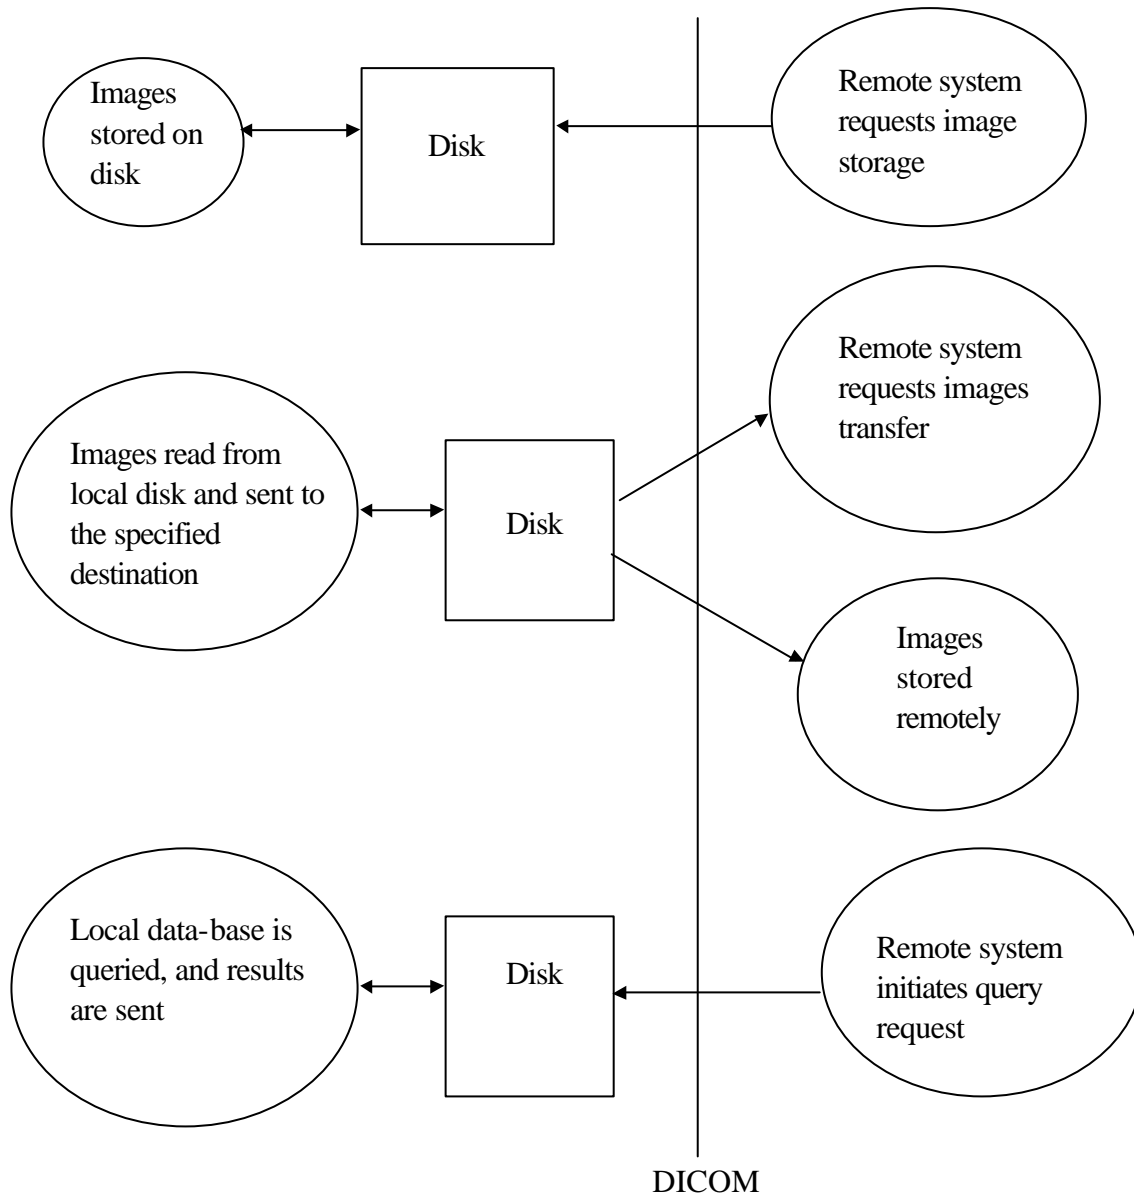 Images
stored on
disk
Disk
Remote system
requests image
storage
Remote system
requests images
transfer
Images read from
local disk and sent to
the specified
destination
Disk
Images
stored
remotely
Local data-base is
queried, and results
are sent
Disk
Remote system
initiates query
request
DICOM